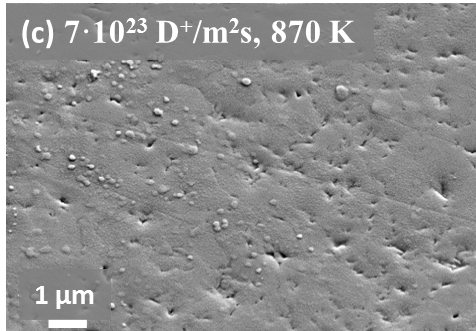 (c) 7·10²³ D⁺/m²s, 870 K
1 µm